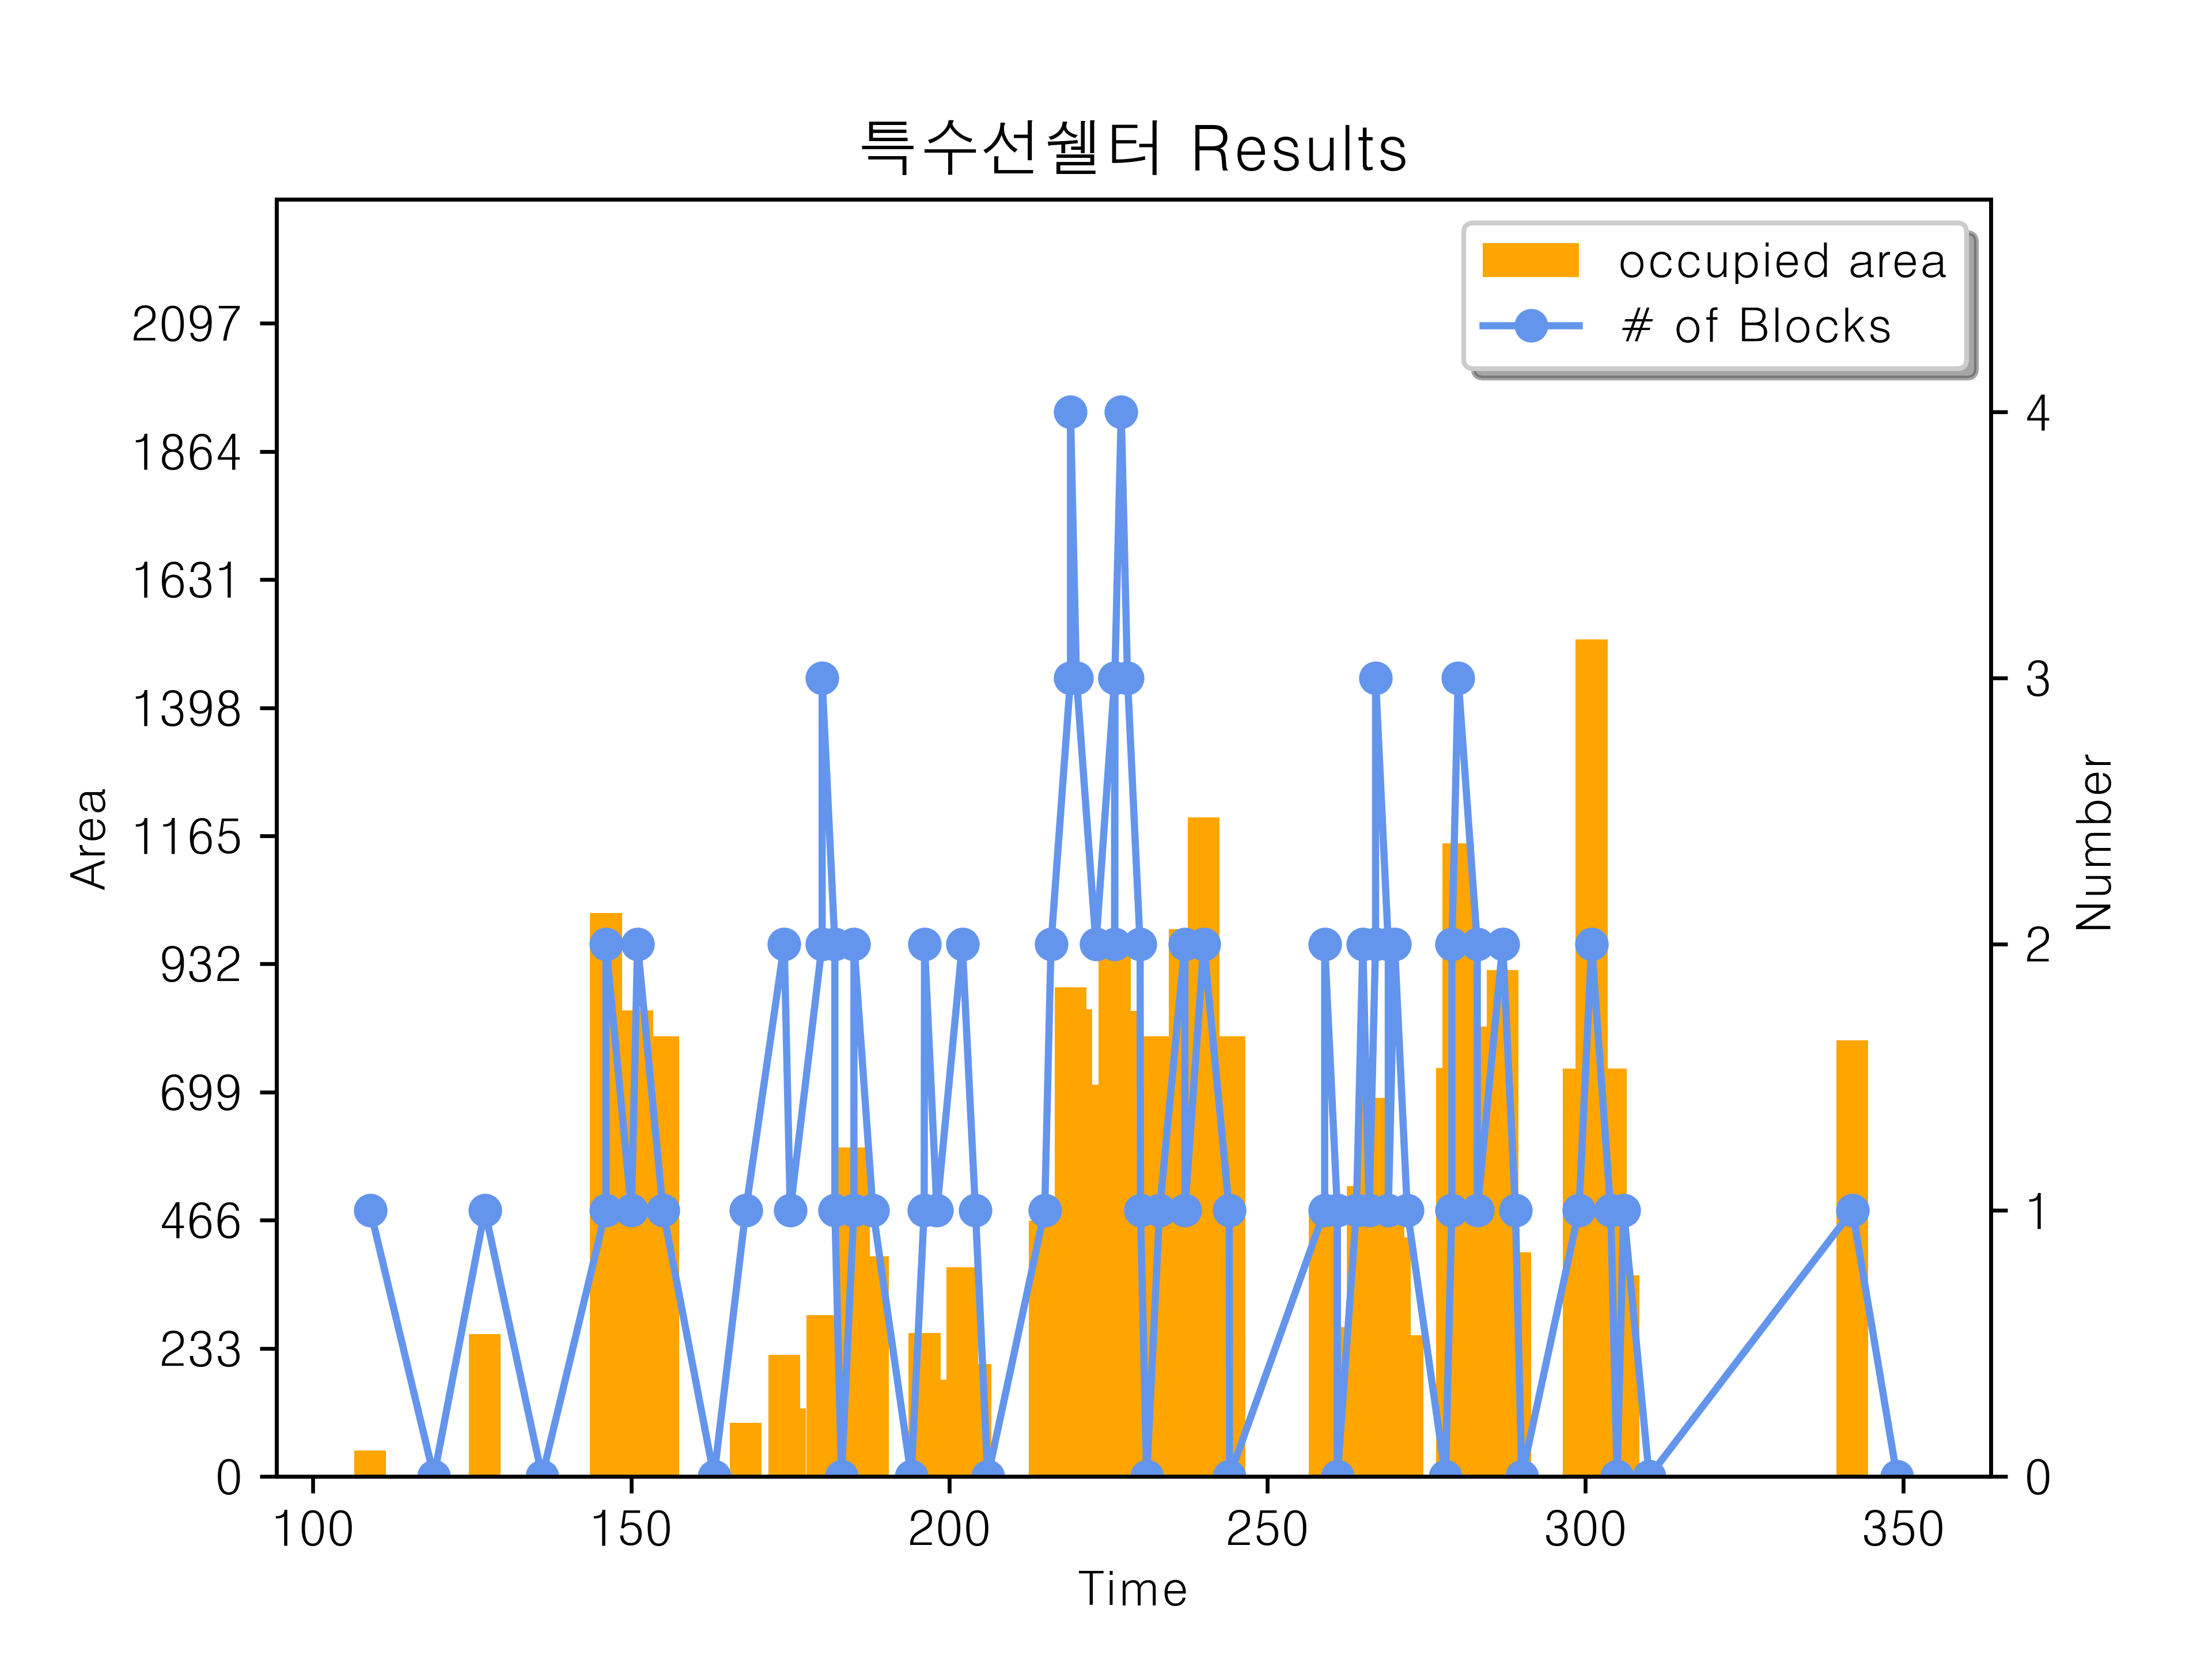 특수선쉘터 Results
occupied area
# of Blocks
2097
1864
1631
1398
1165
932
699
466
233
0
Area
4
3
2
1
0
Number
100 150 200 250 300 350
Time